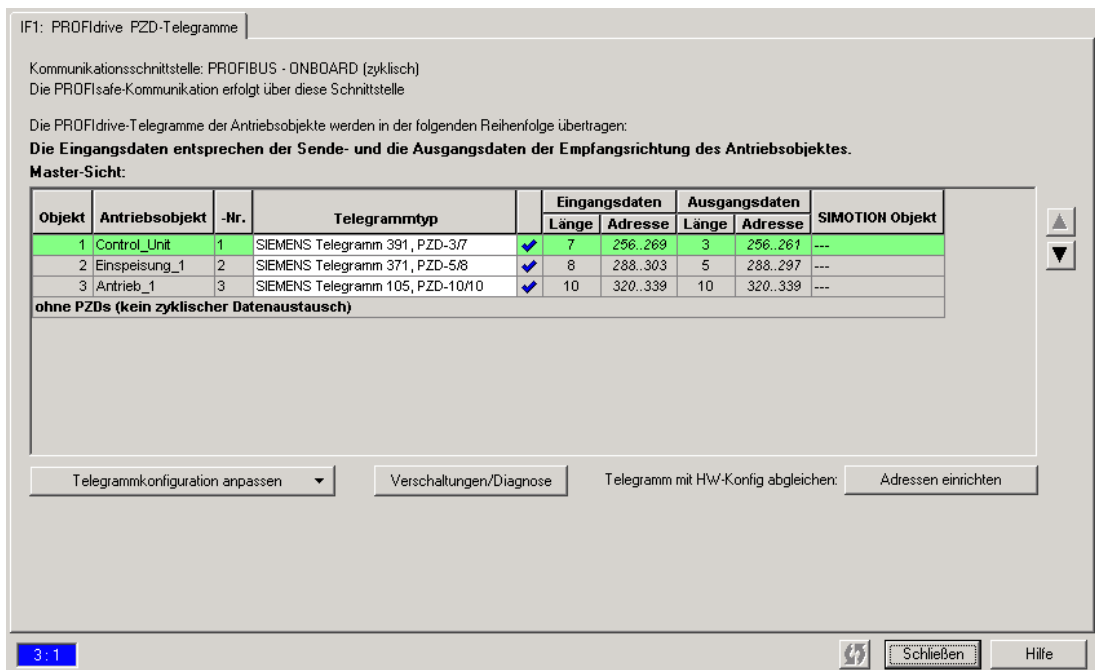 IF1: PROFIdrive PZD-Telegramme
Kommunikationsschnittstelle: PROFIBUS - ONBOARD (zyklisch)
Die PROFIsafe-Kommunikation erfolgt über diese Schnittstelle
Die PROFIdrive-Telegramme der Antriebsobjekte werden in der folgenden Reihenfolge übertragen:
Die Eingangsdaten entsprechen der Sende- und die Ausgangsdaten der Empfangsrichtung des Antriebsobjektes.
Master-Sicht:
Objekt Antriebsobjekt -Nr. Telegrammtyp Eingangsdaten Ausgangsdaten SIMOTION Objekt
Länge Adresse Länge Adresse
1 Control_Unit 1 SIEMENS Telegramm 391, PZD-3/7 7 256..269 3 256..261 ---
2 Einspeisung_1 2 SIEMENS Telegramm 371, PZD-5/8 8 288..303 5 288..297 ---
3 Antrieb_1 3 SIEMENS Telegramm 105, PZD-10/10 10 320..339 10 320..339 ---
ohne PZDs (kein zyklischer Datenaustausch)
Telegrammkonfiguration anpassen Verschaltungen/Diagnose Telegramm mit HW-Konfig abgleichen: Adressen einrichten
3:1 Schließen Hilfe